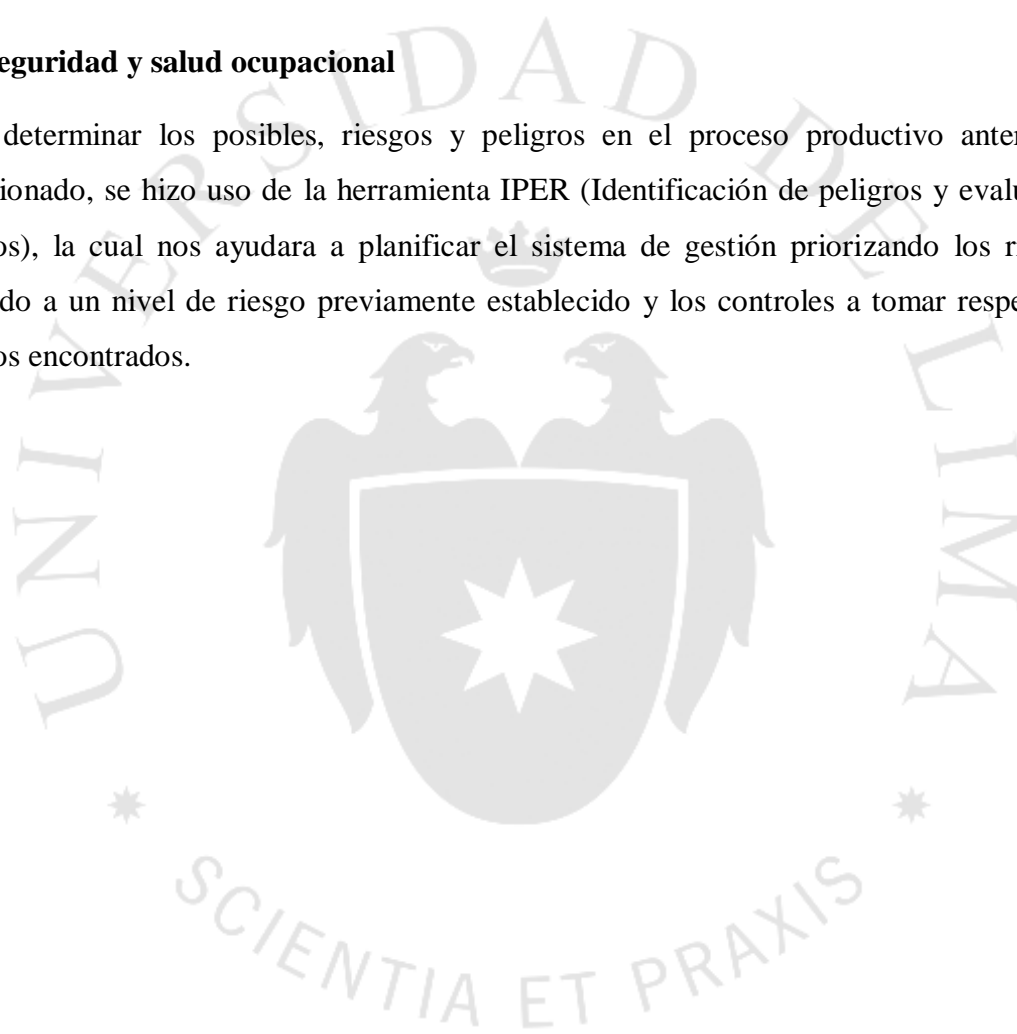 eguridad y salud ocupacional
determinar los posibles, riesgos y peligros en el proceso productivo anter
ionado, se hizo uso de la herramienta IPER (Identificación de peligros y evalu
os), la cual nos ayudara a planificar el sistema de gestión priorizando los r
do a un nivel de riesgo previamente establecido y los controles a tomar respe
os encontrados.
UNIVERSIDAD DE LIMA
SCIENTIA ET PRAXIS